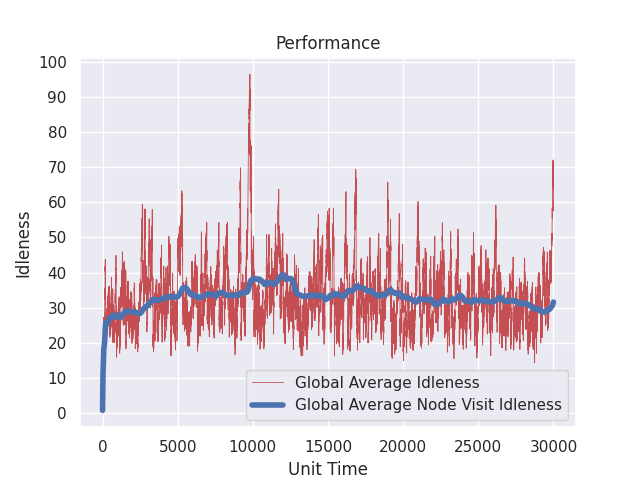 Performance
100
90
80
70
60
50
40
30
20
10
0
Idleness
0 5000 10000 15000 20000 25000 30000
Unit Time
Global Average Idleness
Global Average Node Visit Idleness